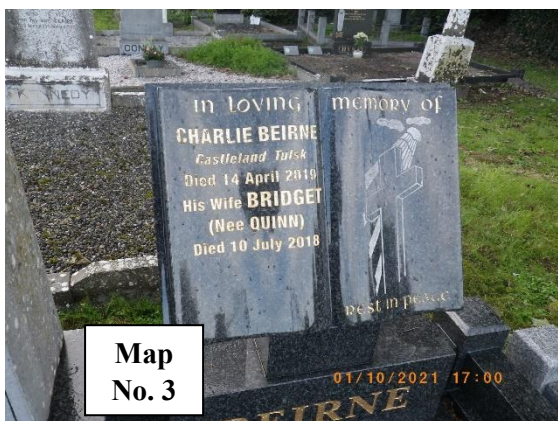 KENNEDY
In Loving memory of
CHARLIE BEIRNE
Castleland Tulsk
Died 14 April 2019
His Wife BRIDGET
(Nee QUINN)
Died 10 July 2018
Rest in peace
BEIRNE
Map
No. 3
01/10/2021 17:00